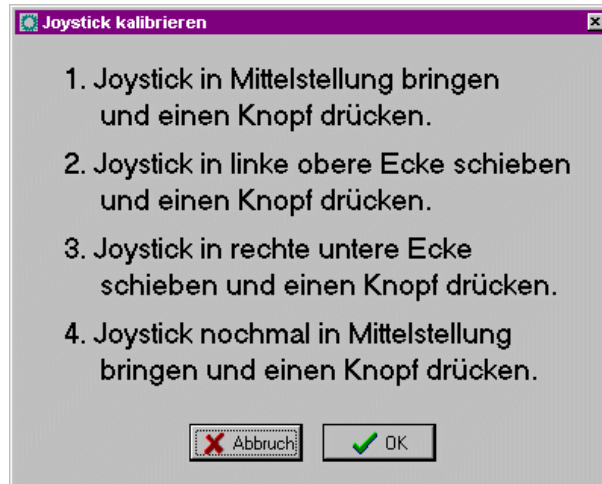 Joystick kalibrieren
1. Joystick in Mittelstellung bringen
und einen Knopf drücken.
2. Joystick in linke obere Ecke schieben
und einen Knopf drücken.
3. Joystick in rechte untere Ecke
schieben und einen Knopf drücken.
4. Joystick nochmal in Mittelstellung
bringen und einen Knopf drücken.
Abbruch OK